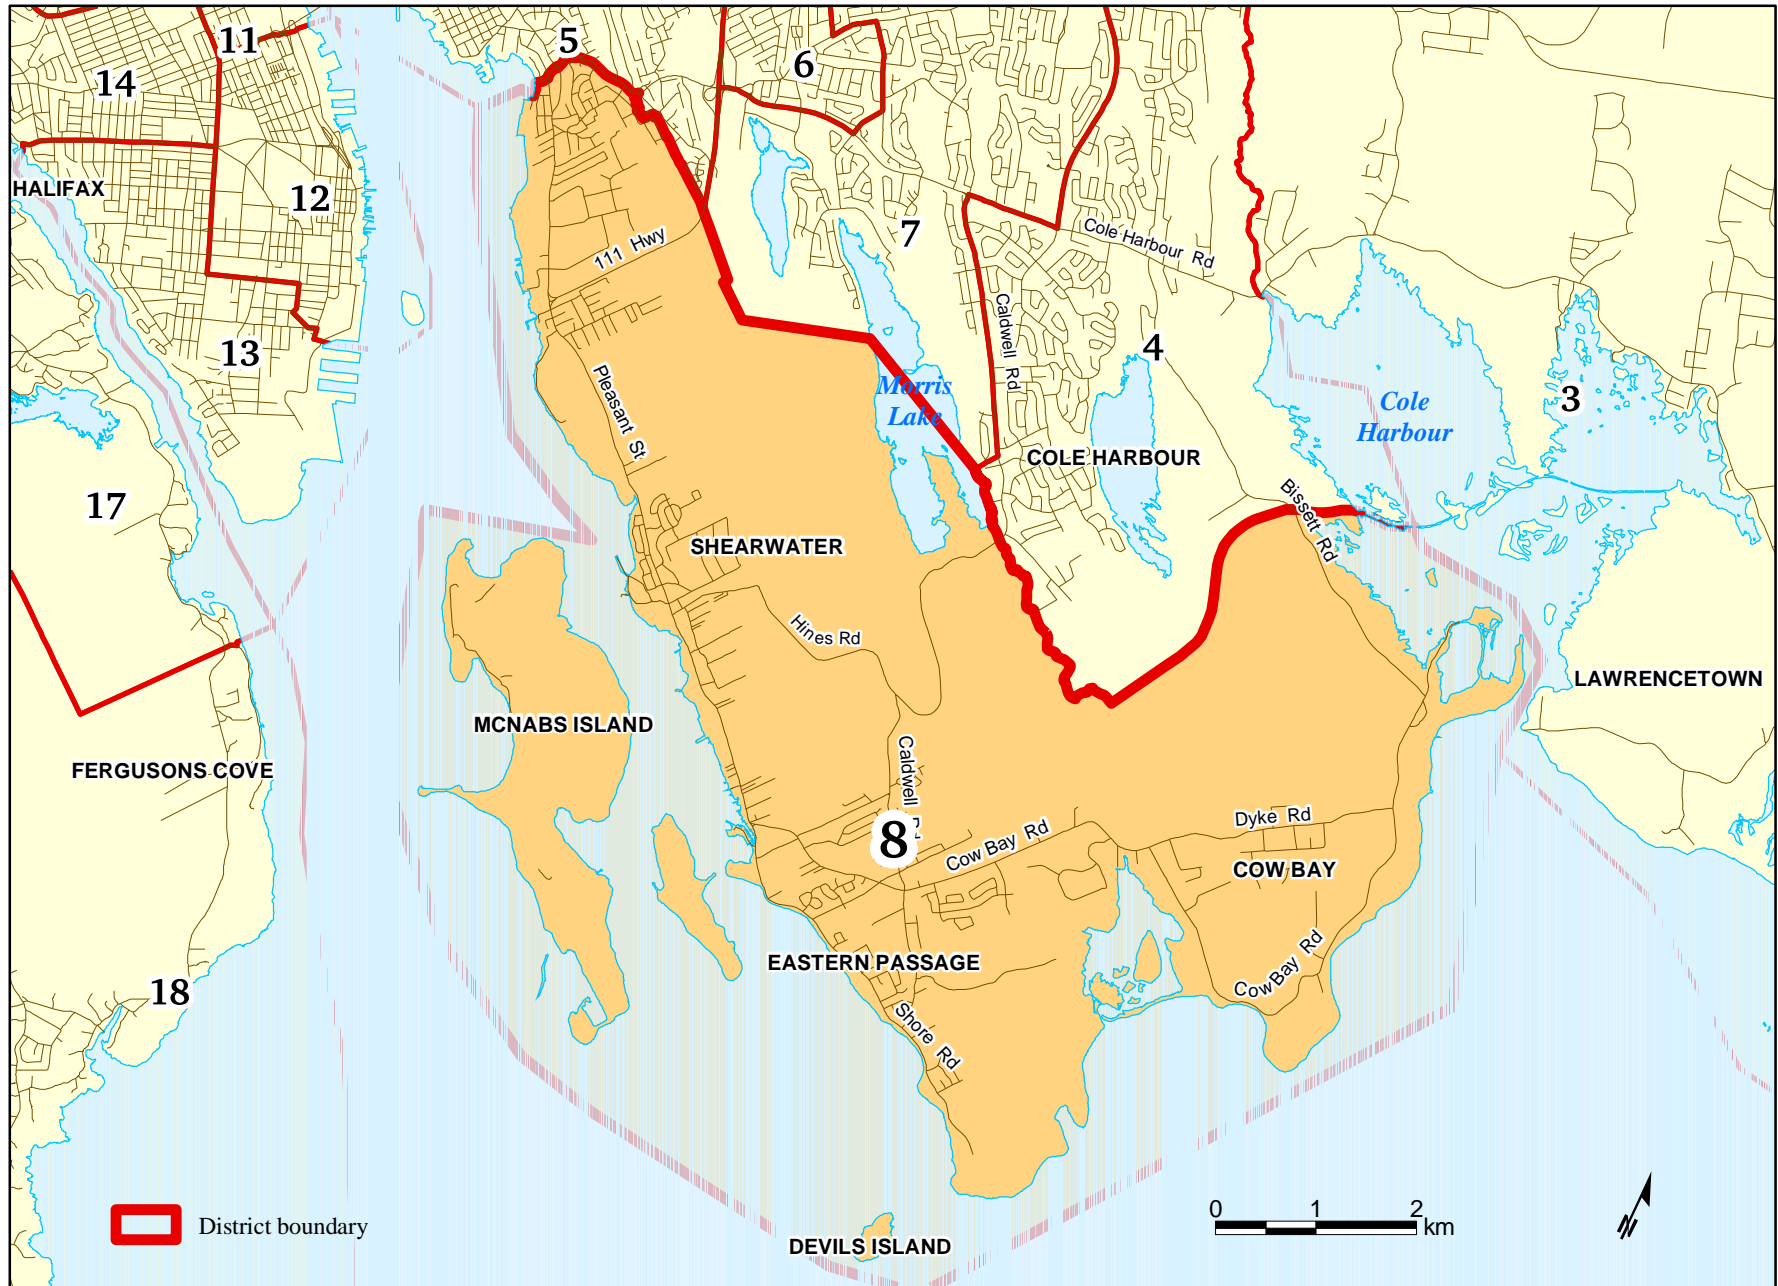 11
5
6
14
HALIFAX
12
7
111 Hwy
Cole Harbour Rd
13
Caldwell Rd
4
3
Pleasant St
Morris
Lake
Cole
Harbour
COLE HARBOUR
17
Bissett Rd
SHEARWATER
Hines Rd
LAWRENCETOWN
MCNABS ISLAND
FERGUSONS COVE
Caldwell
8
Cow Bay Rd
Dyke Rd
COW BAY
EASTERN PASSAGE
Cow Bay Rd
18
Shore Rd
District boundary
0 1 2
km
N
DEVILS ISLAND